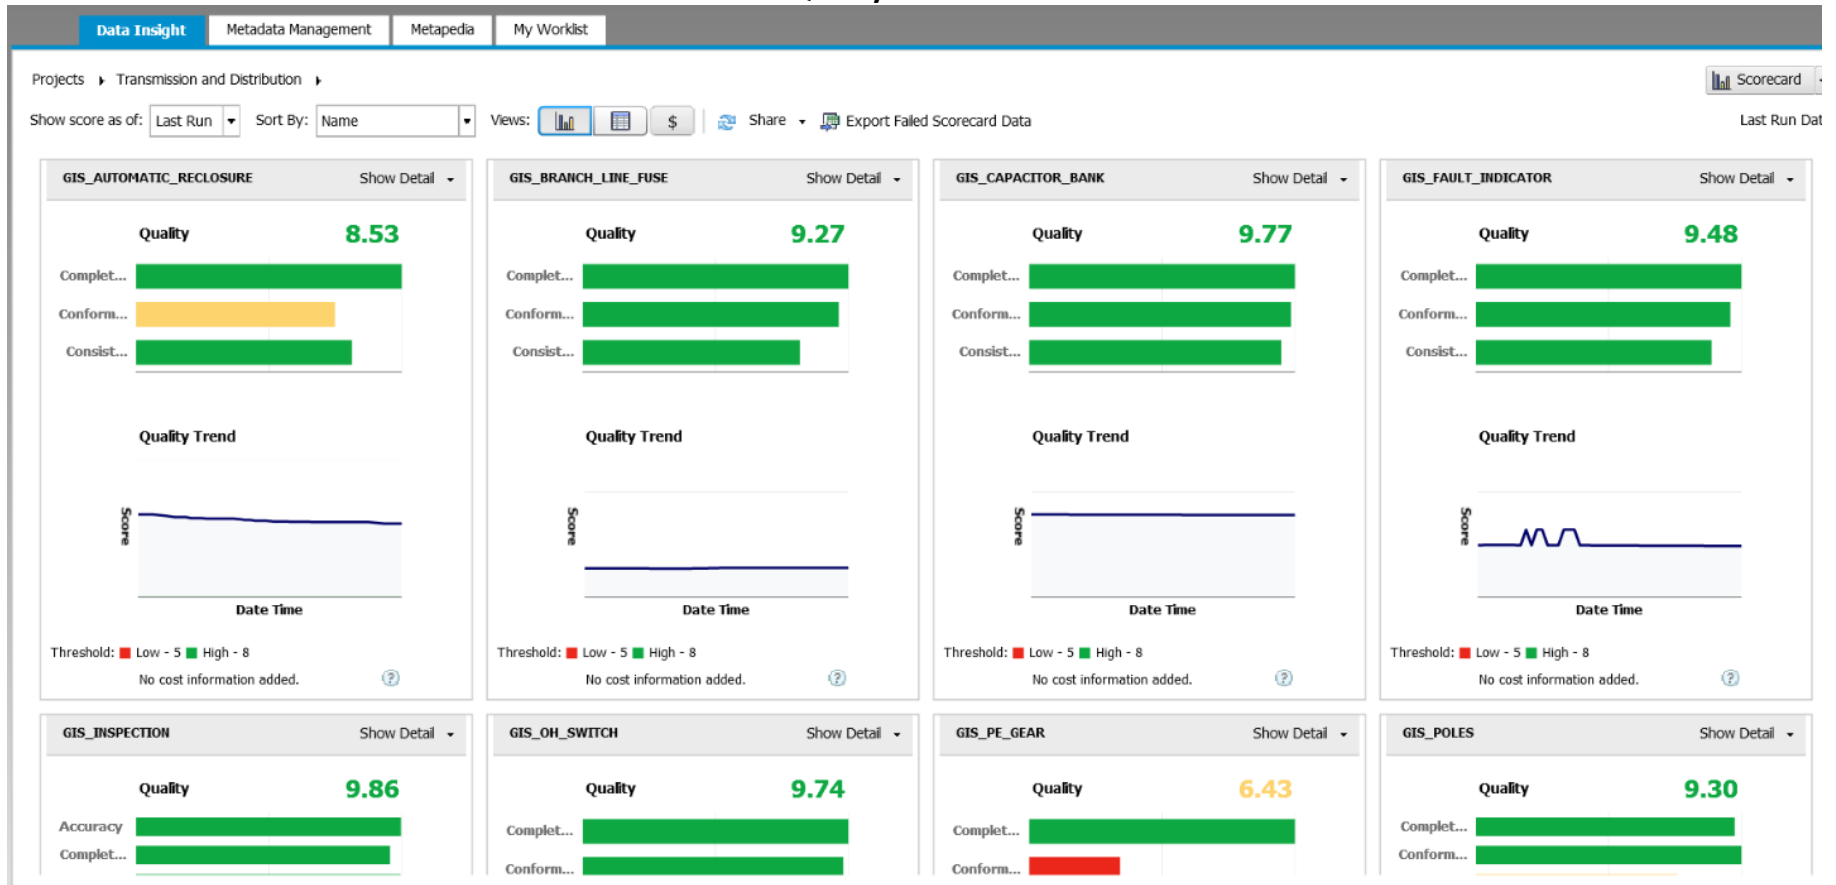 Data Insight Metadata Management Metapedia My Worklist
Projects Transmission and Distribution Scorecard
Show score as of: Last Run Sort By: Name Views: $ Share Export Failed Scorecard Data Last Run Dat
GIS_AUTOMATIC_RECLOSURE Show Detail
Quality 8.53
Complet...
Conform...
Consist...
Quality Trend
Score
Date Time
Threshold: Low - 5 High - 8
No cost information added. ?
GIS_BRANCH_LINE_FUSE Show Detail
Quality 9.27
Complet...
Conform...
Consist...
Quality Trend
Score
Date Time
Threshold: Low - 5 High - 8
No cost information added. ?
GIS_CAPACITOR_BANK Show Detail
Quality 9.77
Complet...
Conform...
Consist...
Quality Trend
Score
Date Time
Threshold: Low - 5 High - 8
No cost information added. ?
GIS_FAULT_INDICATOR Show Detail
Quality 9.48
Complet...
Conform...
Consist...
Quality Trend
Score
Date Time
Threshold: Low - 5 High - 8
No cost information added. ?
GIS_INSPECTION Show Detail
Quality 9.86
Accuracy
Complet...
GIS_OH_SWITCH Show Detail
Quality 9.74
Complet...
Conform...
GIS_PE_GEAR Show Detail
Quality 6.43
Complet...
Conform...
GIS_POLES Show Detail
Quality 9.30
Complet...
Conform...